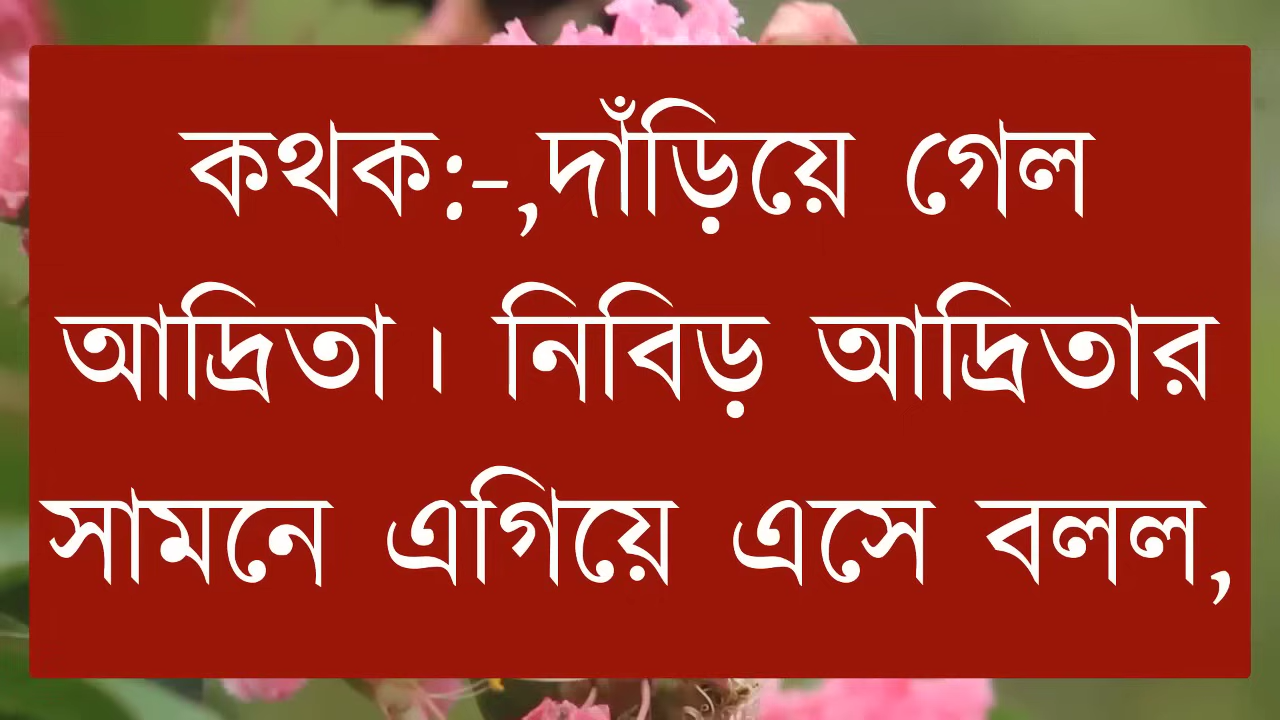 কথক:-,দাঁড়িয়ে গেল
আদ্রিতা। নিবিড় আদ্রিতার
সামনে এগিয়ে এসে বলল,